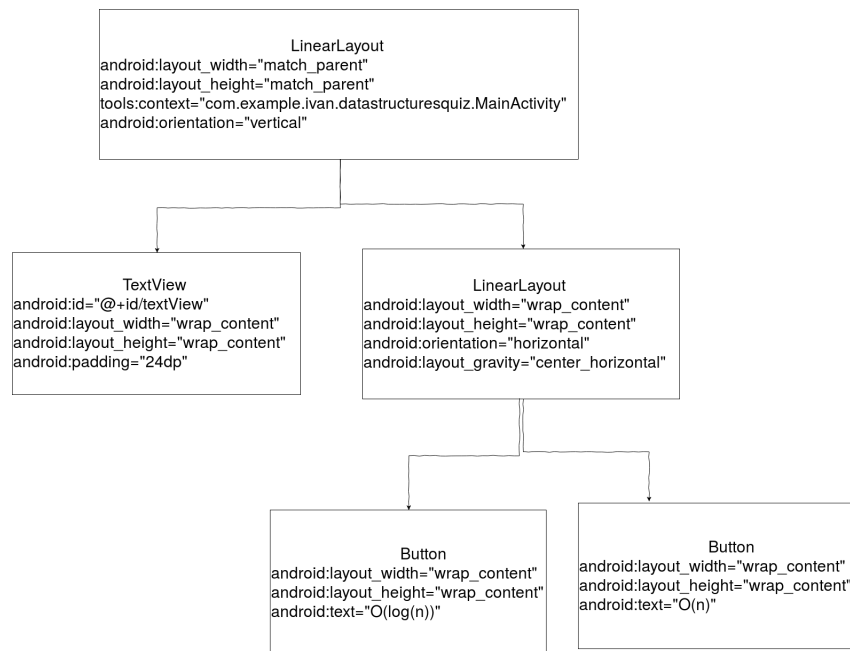 LinearLayout
android:layout_width="match_parent"
android:layout_height="match_parent"
tools:context="com.example.ivan.datastructuresquiz.MainActivity"
android:orientation="vertical"
TextView
android:id="@+id/textView"
android:layout_width="wrap_content"
android:layout_height="wrap_content"
android:padding="24dp"
LinearLayout
android:layout_width="wrap_content"
android:layout_height="wrap_content"
android:orientation="horizontal"
android:layout_gravity="center_horizontal"
Button
android:layout_width="wrap_content"
android:layout_height="wrap_content"
android:text="O(log(n))"
Button
android:layout_width="wrap_content"
android:layout_height="wrap_content"
android:text="O(n)"